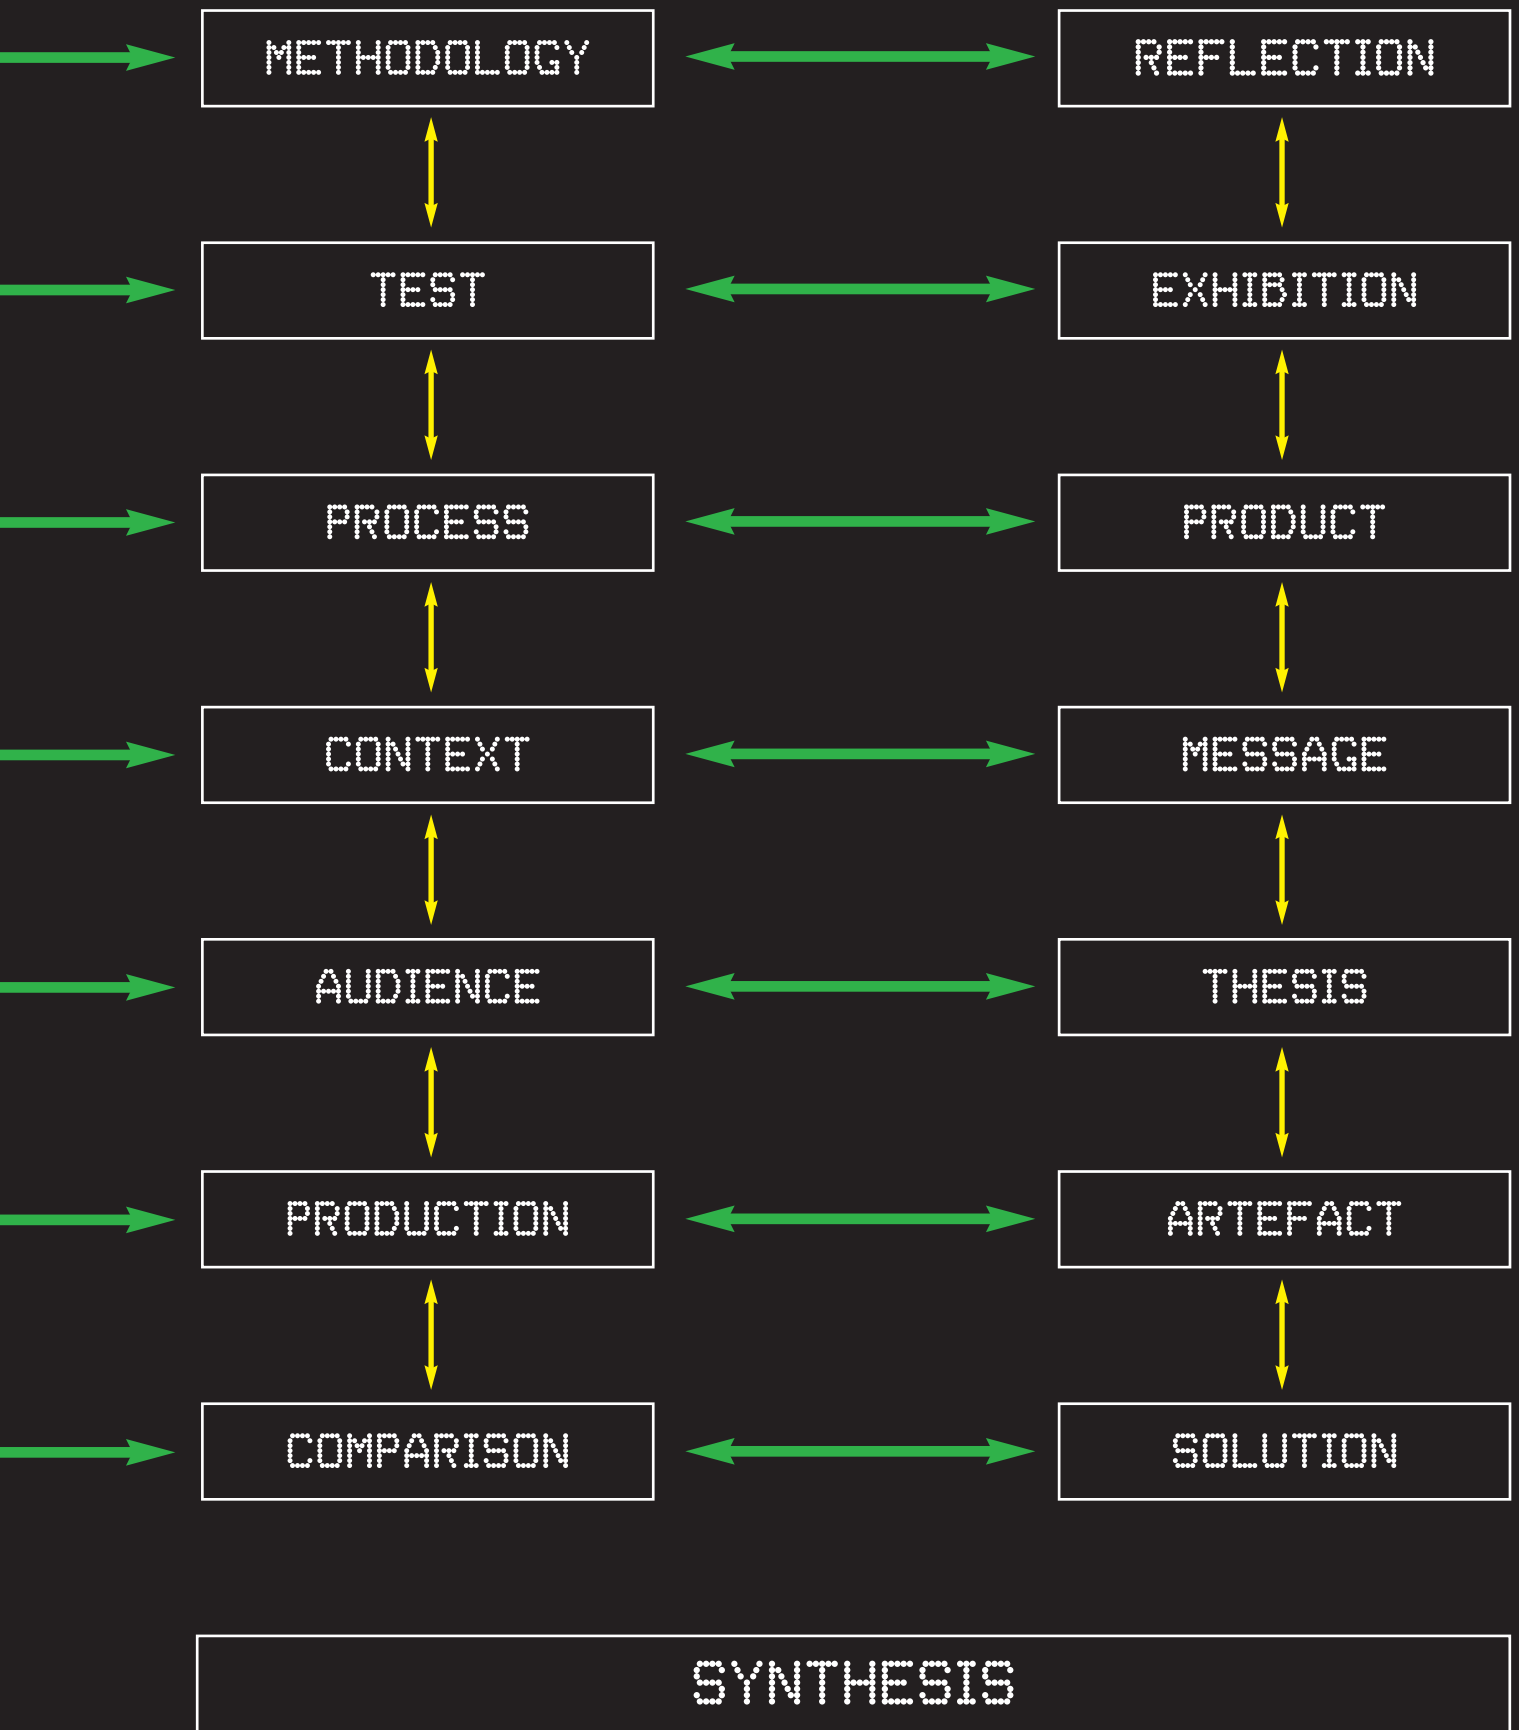 METHODOLOGY
REFLECTION
TEST
EXHIBITION
PROCESS
PRODUCT
CONTEXT
MESSAGE
AUDIENCE
THESIS
PRODUCTION
ARTEFACT
COMPARISON
SOLUTION
SYNTHESIS